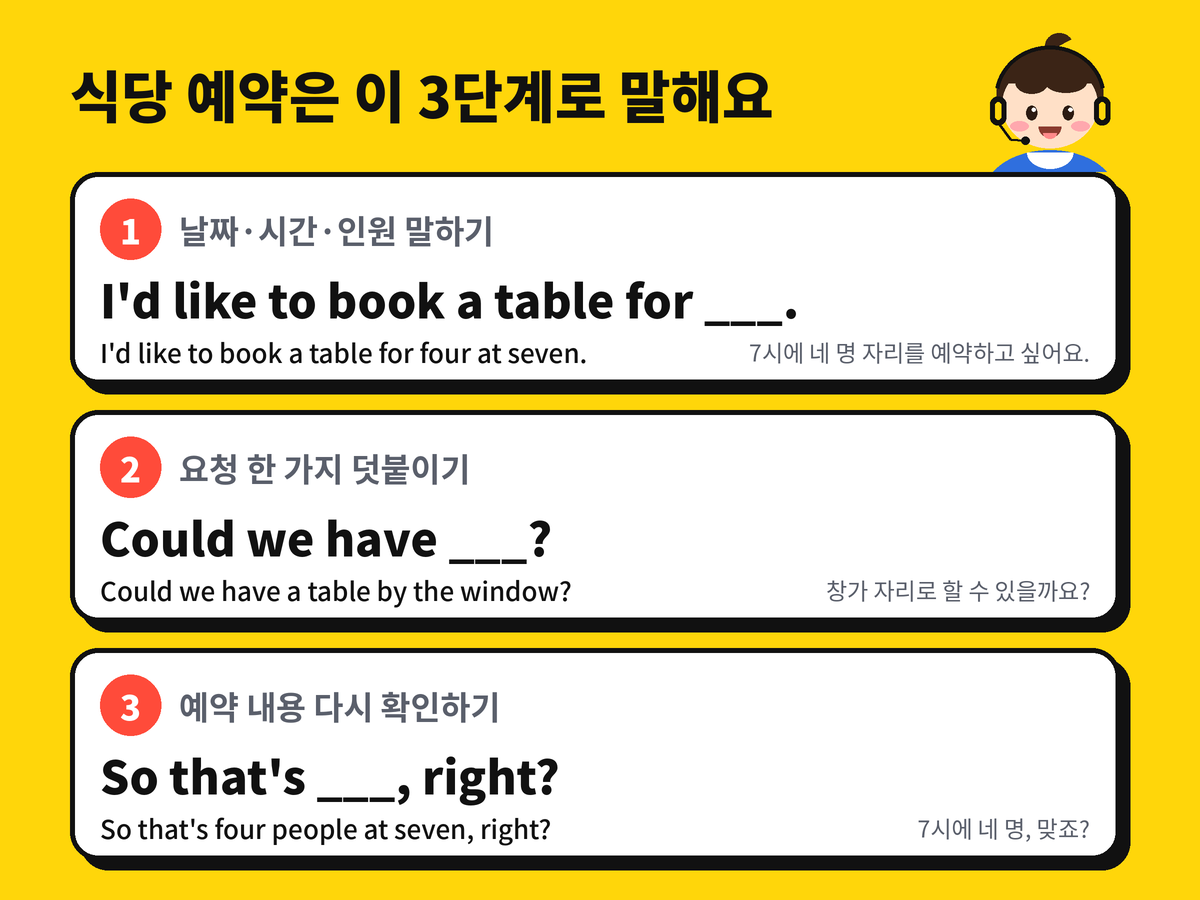 식당 예약은 이 3단계로 말해요
1 날짜·시간·인원 말하기
I'd like to book a table for ___.
I'd like to book a table for four at seven. 7시에 네 명 자리를 예약하고 싶어요.
2 요청 한 가지 덧붙이기
Could we have ___?
Could we have a table by the window? 창가 자리로 할 수 있을까요?
3 예약 내용 다시 확인하기
So that's ___, right?
So that's four people at seven, right? 7시에 네 명, 맞죠?